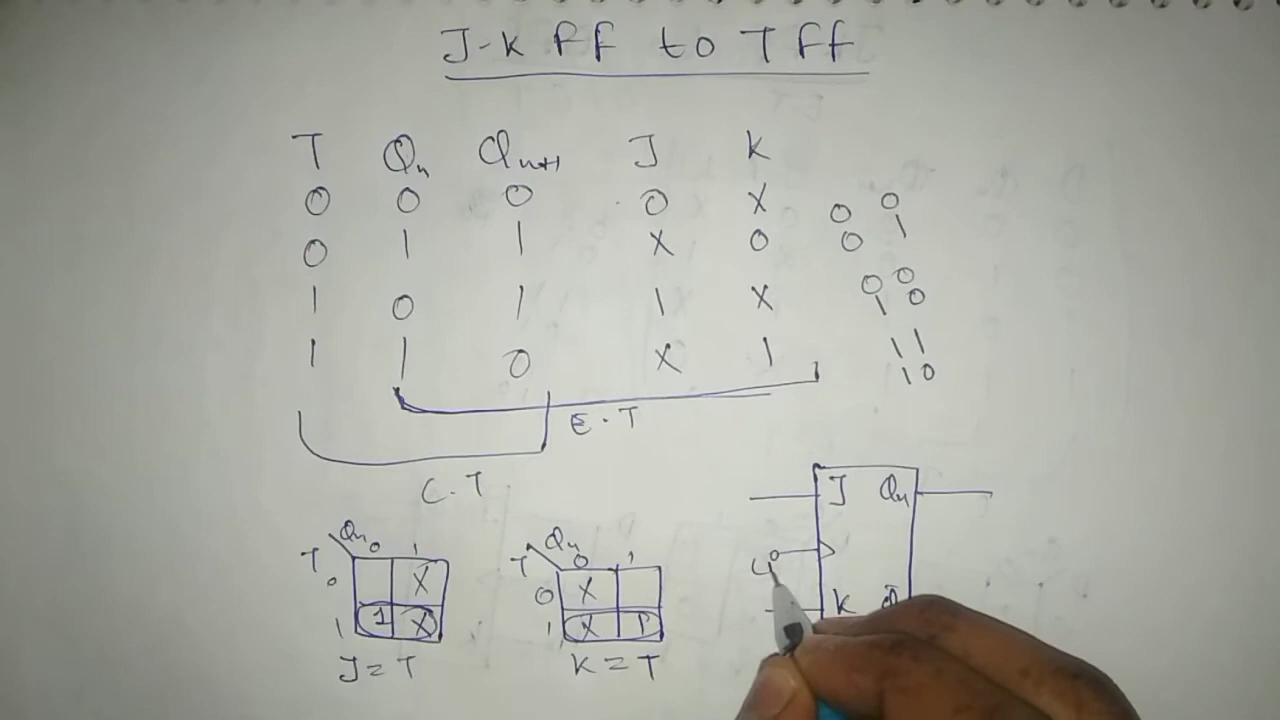 J-K FF to T FF
T Qn Qn+1 J K
0 0 0 0 X 0 0
0 1 1 X 0 0 1
1 0 1 1 X 0 0
1 0
1 1 0 X 1 1 1
1 0
E.T
C.T
Qn 0 1
T 0 X
1 1 X
J = T
Qn 0 1
T 0 X
1 X 1
K = T
J Qn
K